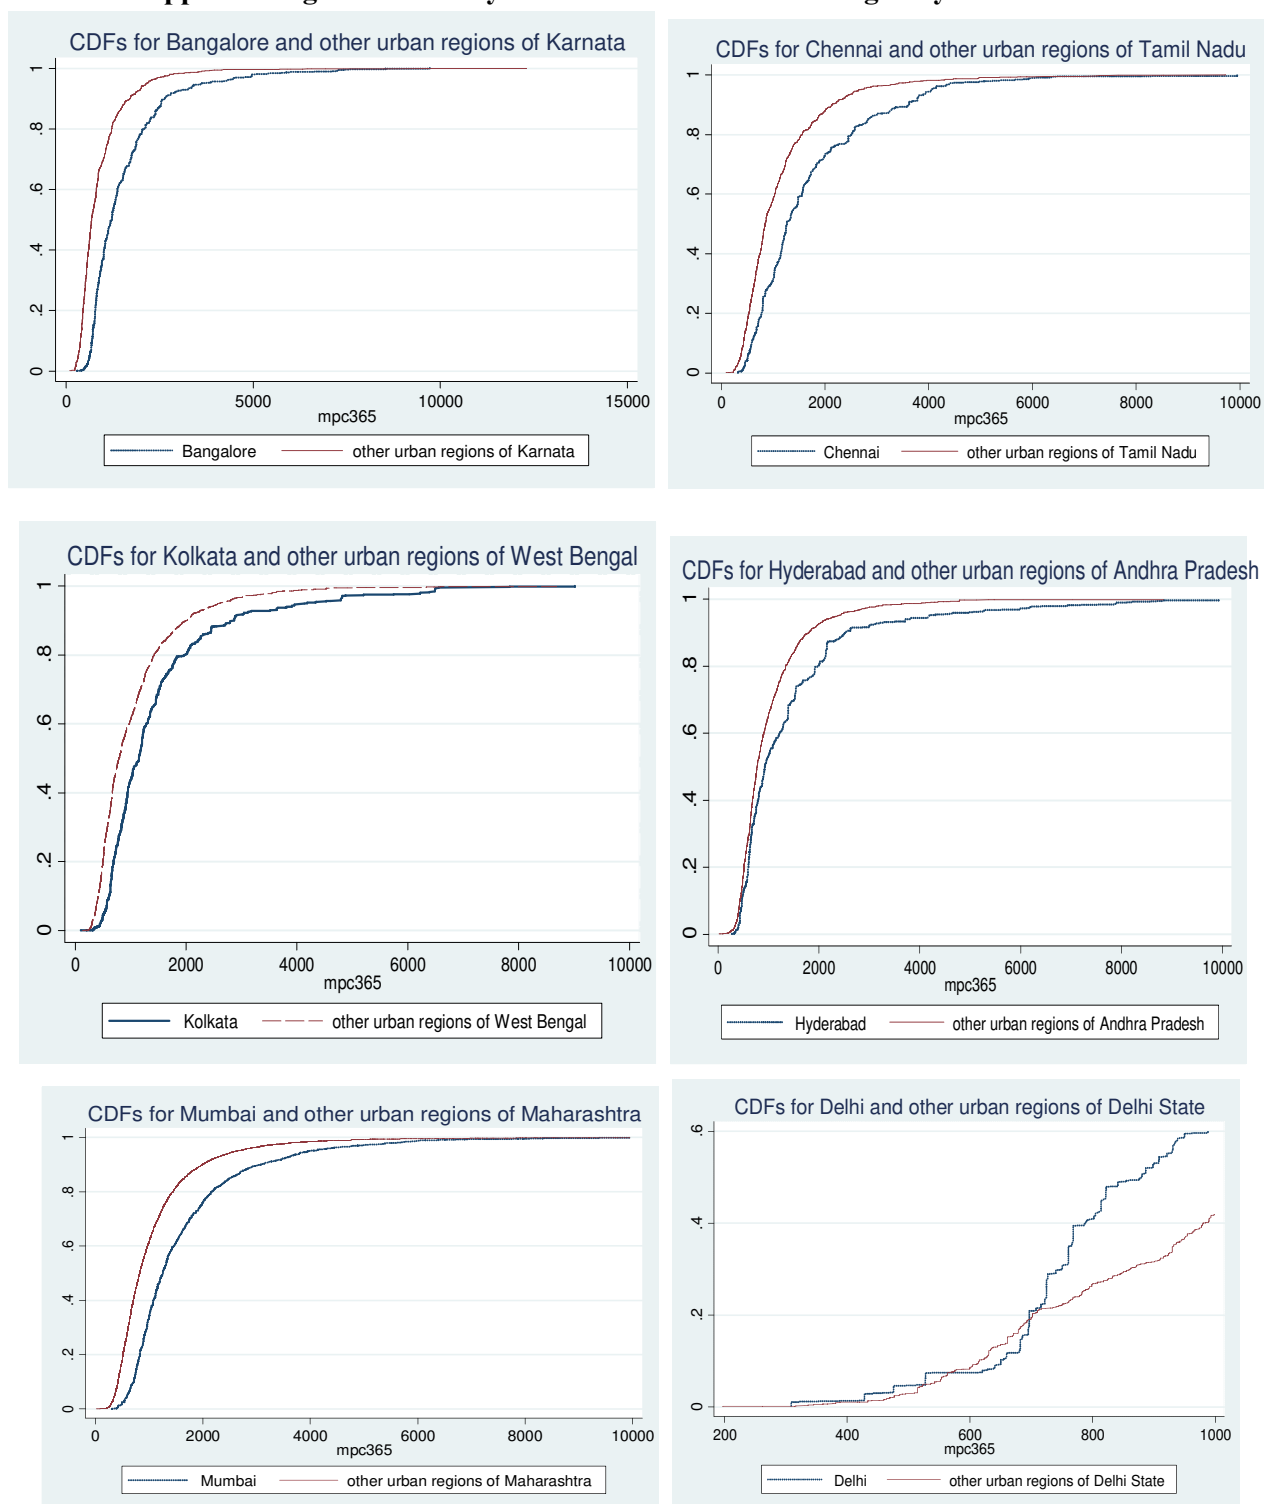 CDFs for Bangalore and other urban regions of Karnata
1
.8
.6
.4
.2
0
0 5000 10000 15000
mpc365
Bangalore other urban regions of Karnata
CDFs for Chennai and other urban regions of Tamil Nadu
1
.8
.6
.4
.2
0
0 2000 4000 6000 8000 10000
mpc365
Chennai other urban regions of Tamil Nadu
CDFs for Kolkata and other urban regions of West Bengal
1
.8
.6
.4
.2
0
0 2000 4000 6000 8000 10000
mpc365
Kolkata other urban regions of West Bengal
CDFs for Hyderabad and other urban regions of Andhra Pradesh
1
.8
.6
.4
.2
0
0 2000 4000 6000 8000 10000
mpc365
Hyderabad other urban regions of Andhra Pradesh
CDFs for Mumbai and other urban regions of Maharashtra
1
.8
.6
.4
.2
0
0 2000 4000 6000 8000 10000
mpc365
Mumbai other urban regions of Maharashtra
CDFs for Delhi and other urban regions of Delhi State
.6
.4
.2
0
200 400 600 800 1000
mpc365
Delhi other urban regions of Delhi State